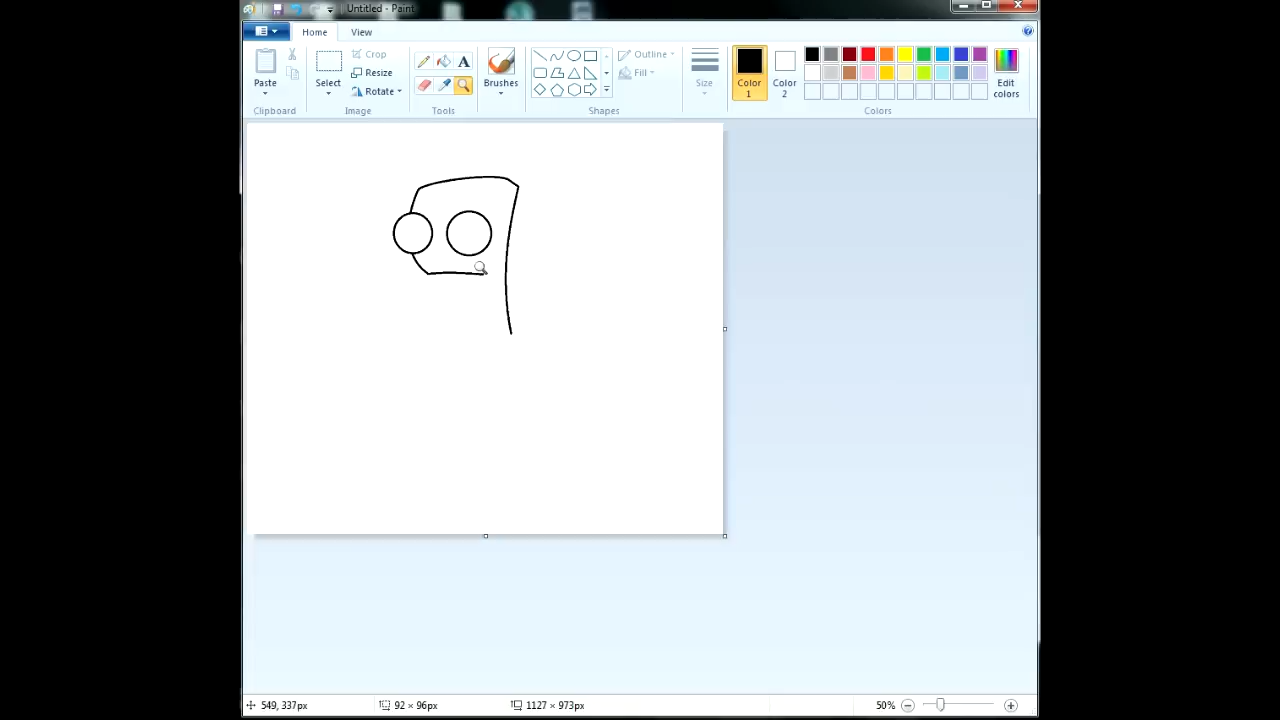 Untitled - Paint
Home View
Paste
Clipboard
Select
Crop
Resize
Rotate
Image
A
Tools
Brushes
Outline
Fill
Shapes
Size
Color 1
Color 2
Edit colors
Colors
549, 337px
92 × 96px
1127 × 973px
50%